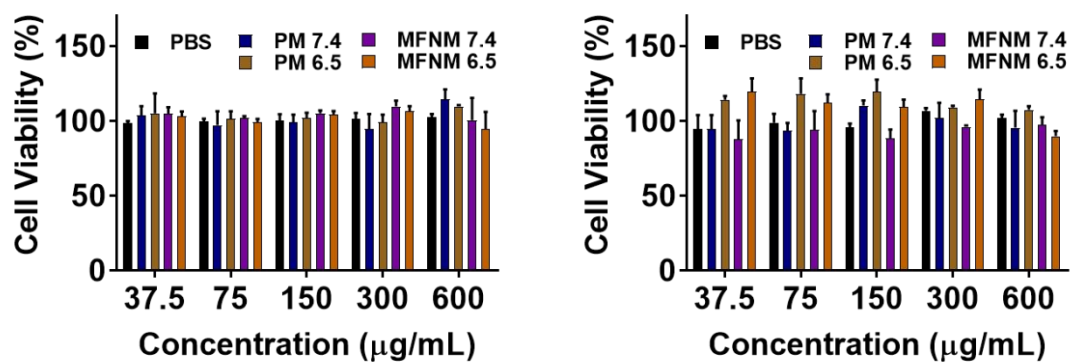 Cell Viability (%)
150
100
50
0
PBS
PM 7.4
MFNM 7.4
PM 6.5
MFNM 6.5
37.5 75 150 300 600
Concentration (μg/mL)
Cell Viability (%)
150
100
50
0
PBS
PM 7.4
MFNM 7.4
PM 6.5
MFNM 6.5
37.5 75 150 300 600
Concentration (μg/mL)